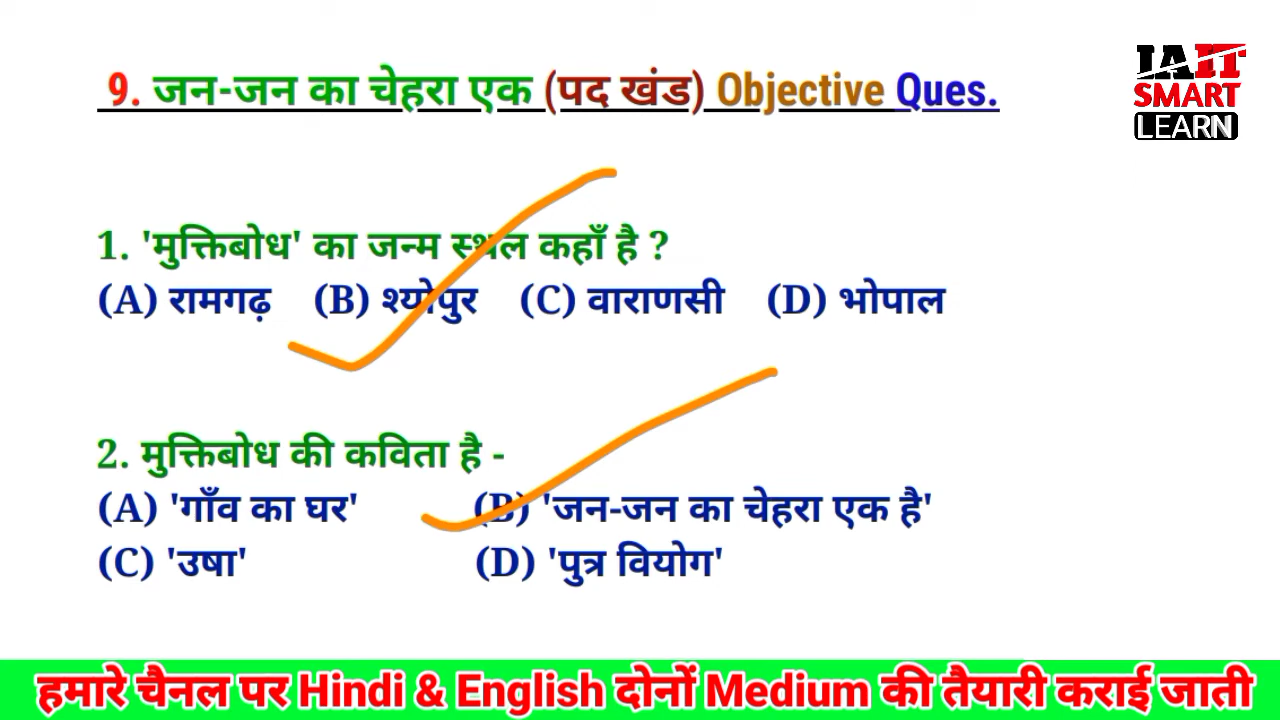 9. जन-जन का चेहरा एक (पद खंड) Objective Ques.
IAIT
SMART
LEARN
1. 'मुक्तिबोध' का जन्म स्थल कहाँ है ?
(A) रामगढ़ (B) श्योपुर (C) वाराणसी (D) भोपाल
2. मुक्तिबोध की कविता है -
(A) 'गाँव का घर' (B) 'जन-जन का चेहरा एक है'
(C) 'उषा' (D) 'पुत्र वियोग'
हमारे चैनल पर Hindi & English दोनों Medium की तैयारी कराई जाती